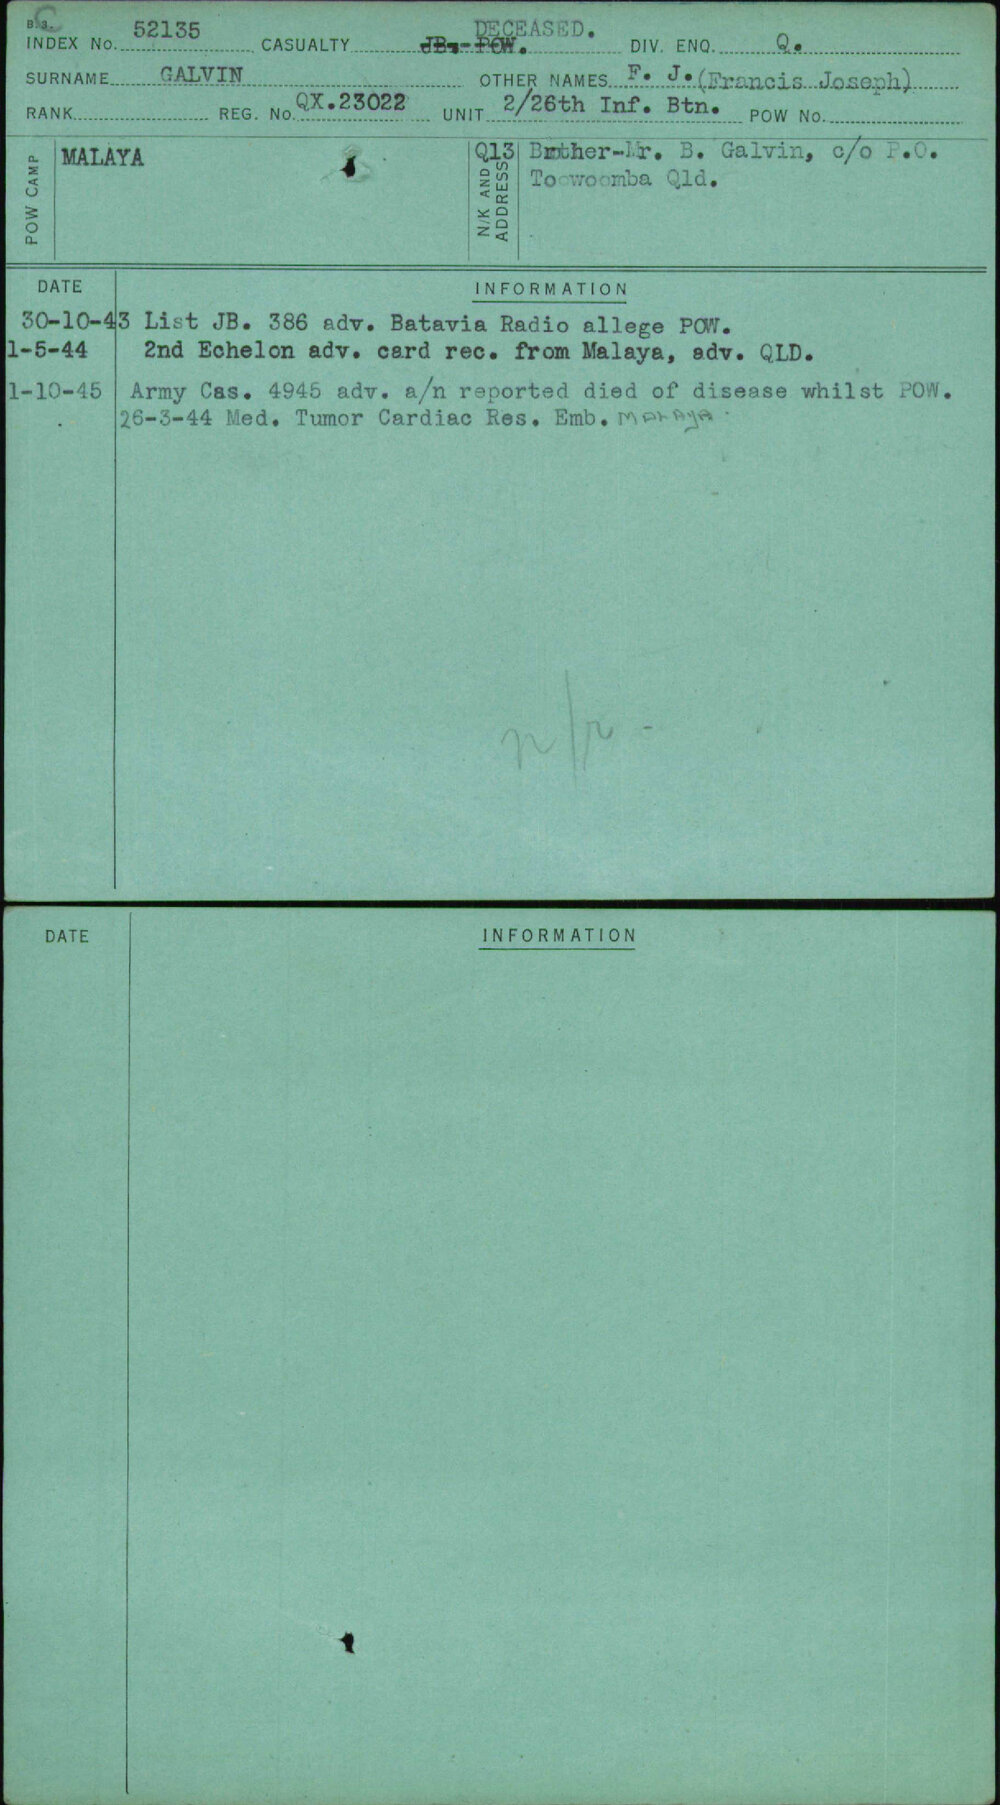 B.3.
INDEX No. 52135 CASUALTY JB.-POW. DECEASED. DIV. ENQ. Q.
SURNAME GALVIN OTHER NAMES F. J. (Francis Joseph)
RANK REG. No. QX.23022 UNIT 2/26th Inf. Btn. POW No.
POW CAMP MALAYA N/K AND ADDRESS Q13 Brother-Mr. B. Galvin, c/o P.O.
Toowoomba Qld.
DATE INFORMATION
30-10-43 List JB. 386 adv. Batavia Radio allege POW.
1-5-44 2nd Echelon adv. card rec. from Malaya, adv. QLD.
1-10-45 Army Cas. 4945 adv. a/n reported died of disease whilst POW.
26-3-44 Med. Tumor Cardiac Res. Emb. MALAYA.
DATE INFORMATION